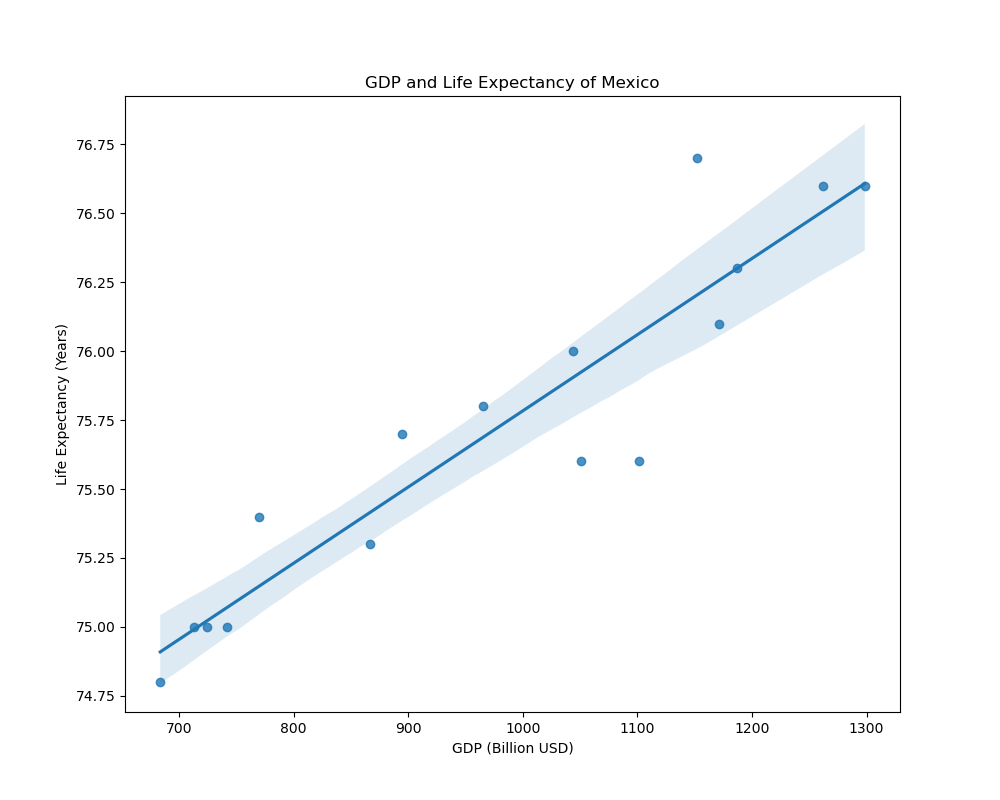 GDP and Life Expectancy of Mexico
Life Expectancy (Years)
76.75
76.50
76.25
76.00
75.75
75.50
75.25
75.00
74.75
700 800 900 1000 1100 1200 1300
GDP (Billion USD)